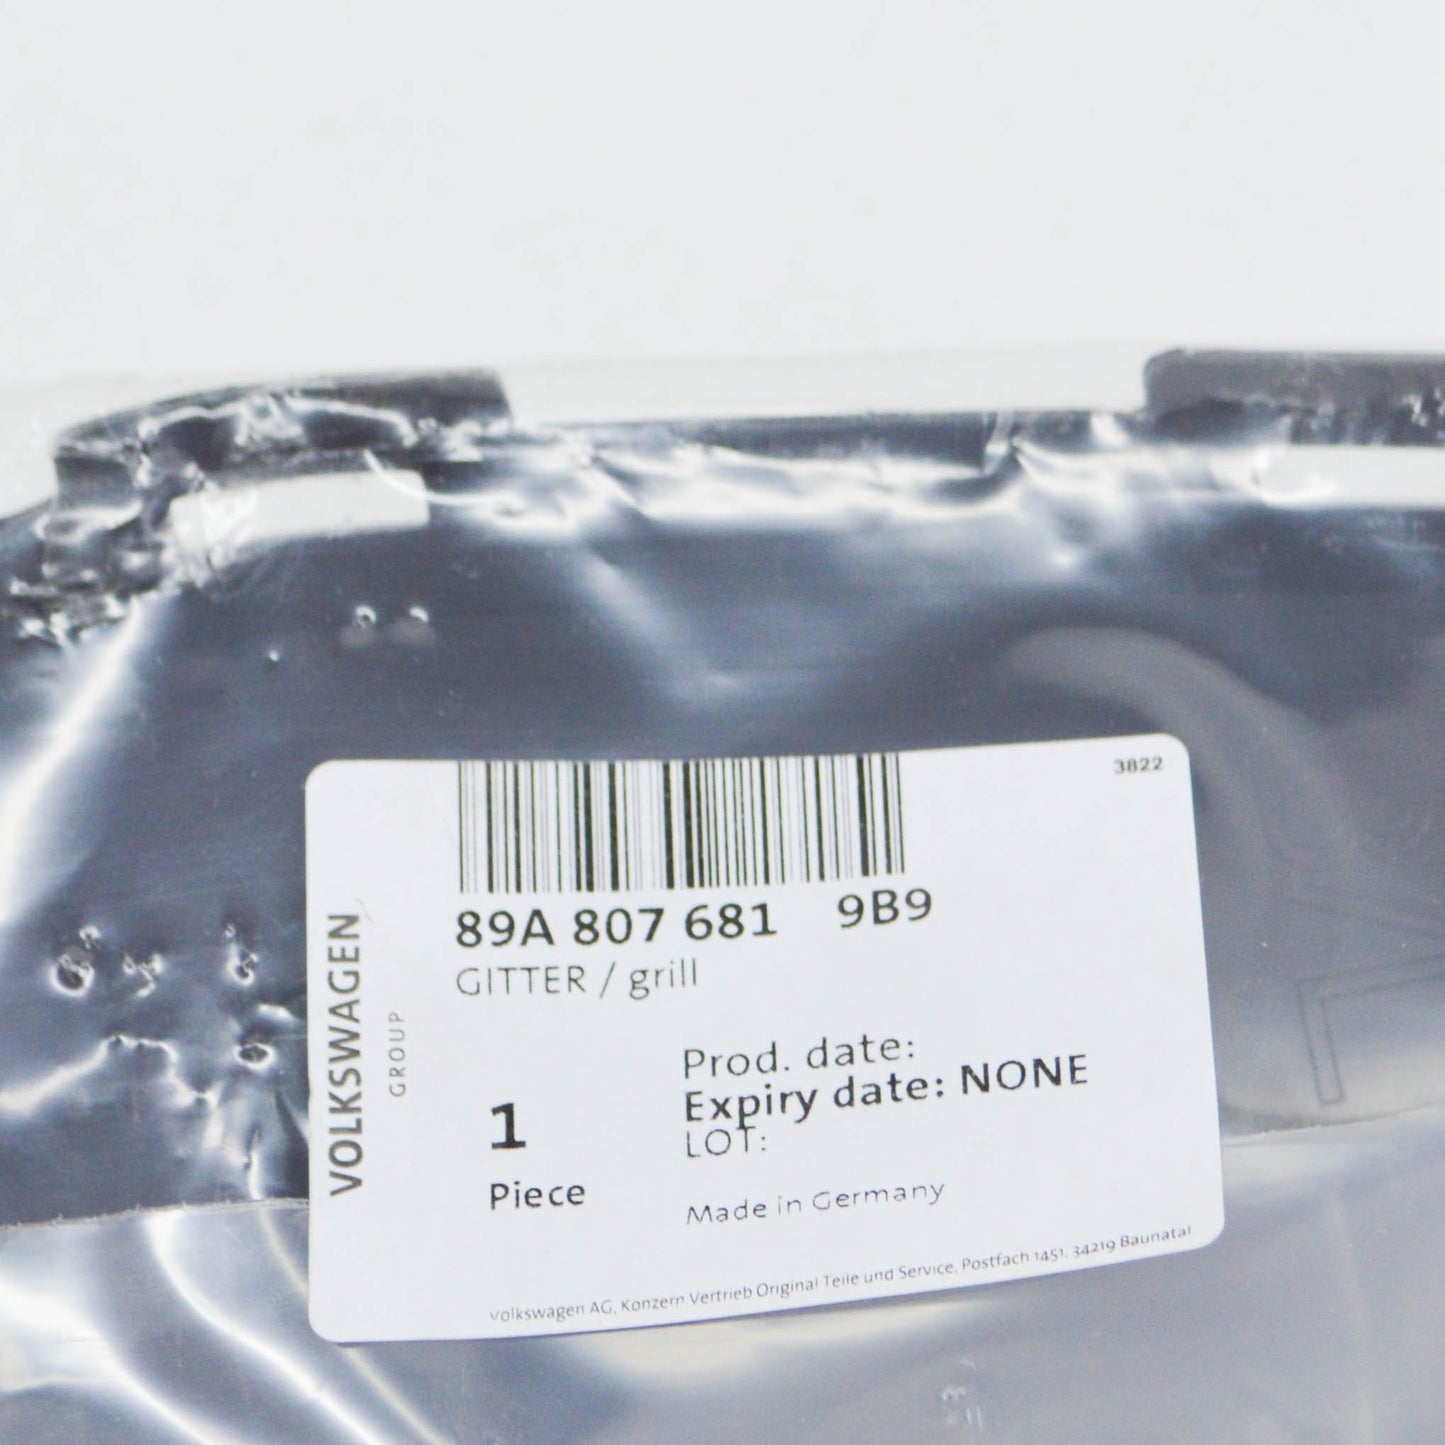 3822
89A 807 681 9B9
GITTER / grill
VOLKSWAGEN
GROUP
Prod. date:
Expiry date: NONE
LOT:
1
Piece
Made in Germany
Volkswagen AG, Konzern Vertrieb Original Teile und Service, Postfach 1451, 34219 Baunatal